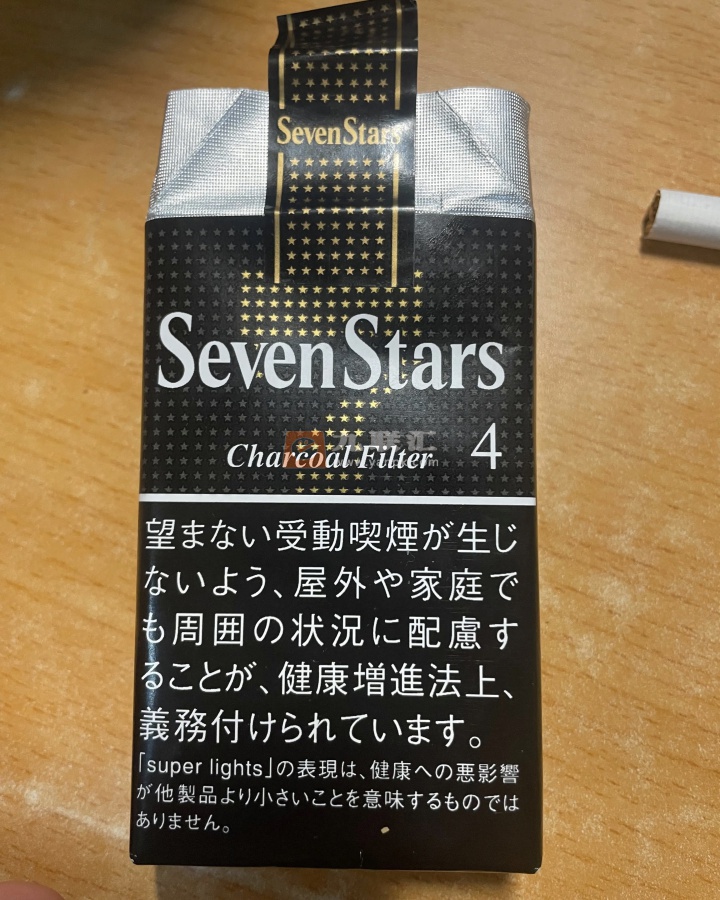 SevenStars
SevenStars
Charcoal Filter 4
望まない受動喫煙が生じ
ないよう、屋外や家庭で
も周囲の状況に配慮す
ることが、健康増進法上、
義務付けられています。
「super lights」の表現は、健康への悪影響
が他製品より小さいことを意味するものでは
ありません。